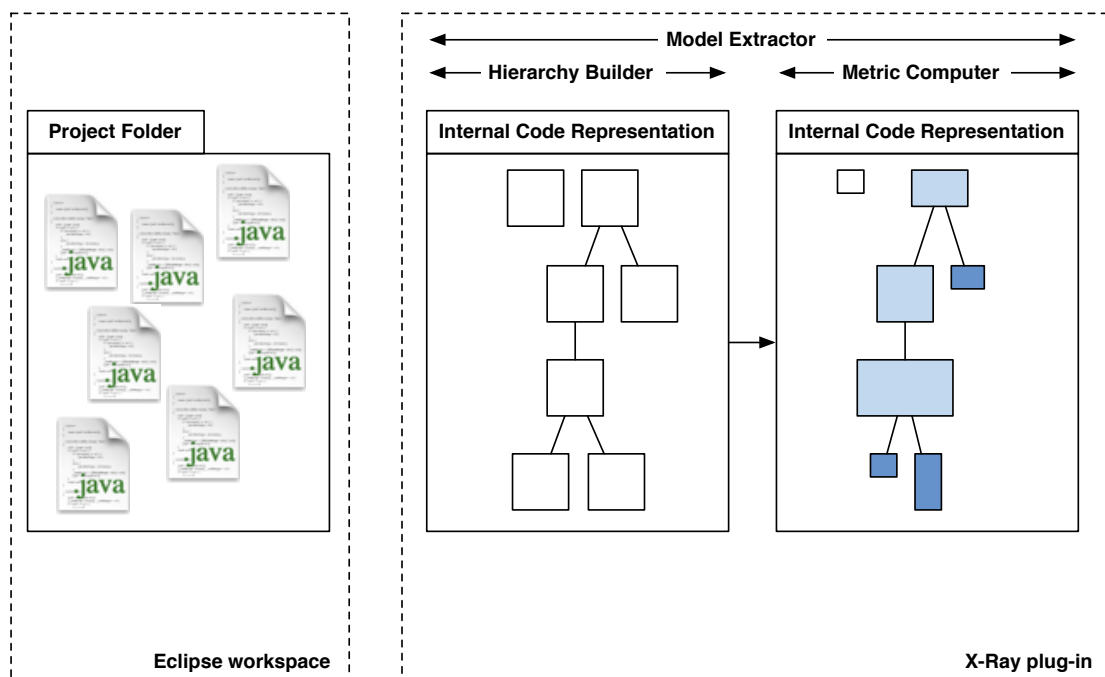 Model Extractor
Hierarchy Builder
Metric Computer
Project Folder
Internal Code Representation
Internal Code Representation
.java
.java
.java
.java
.java
.java
.java
Eclipse workspace
X-Ray plug-in